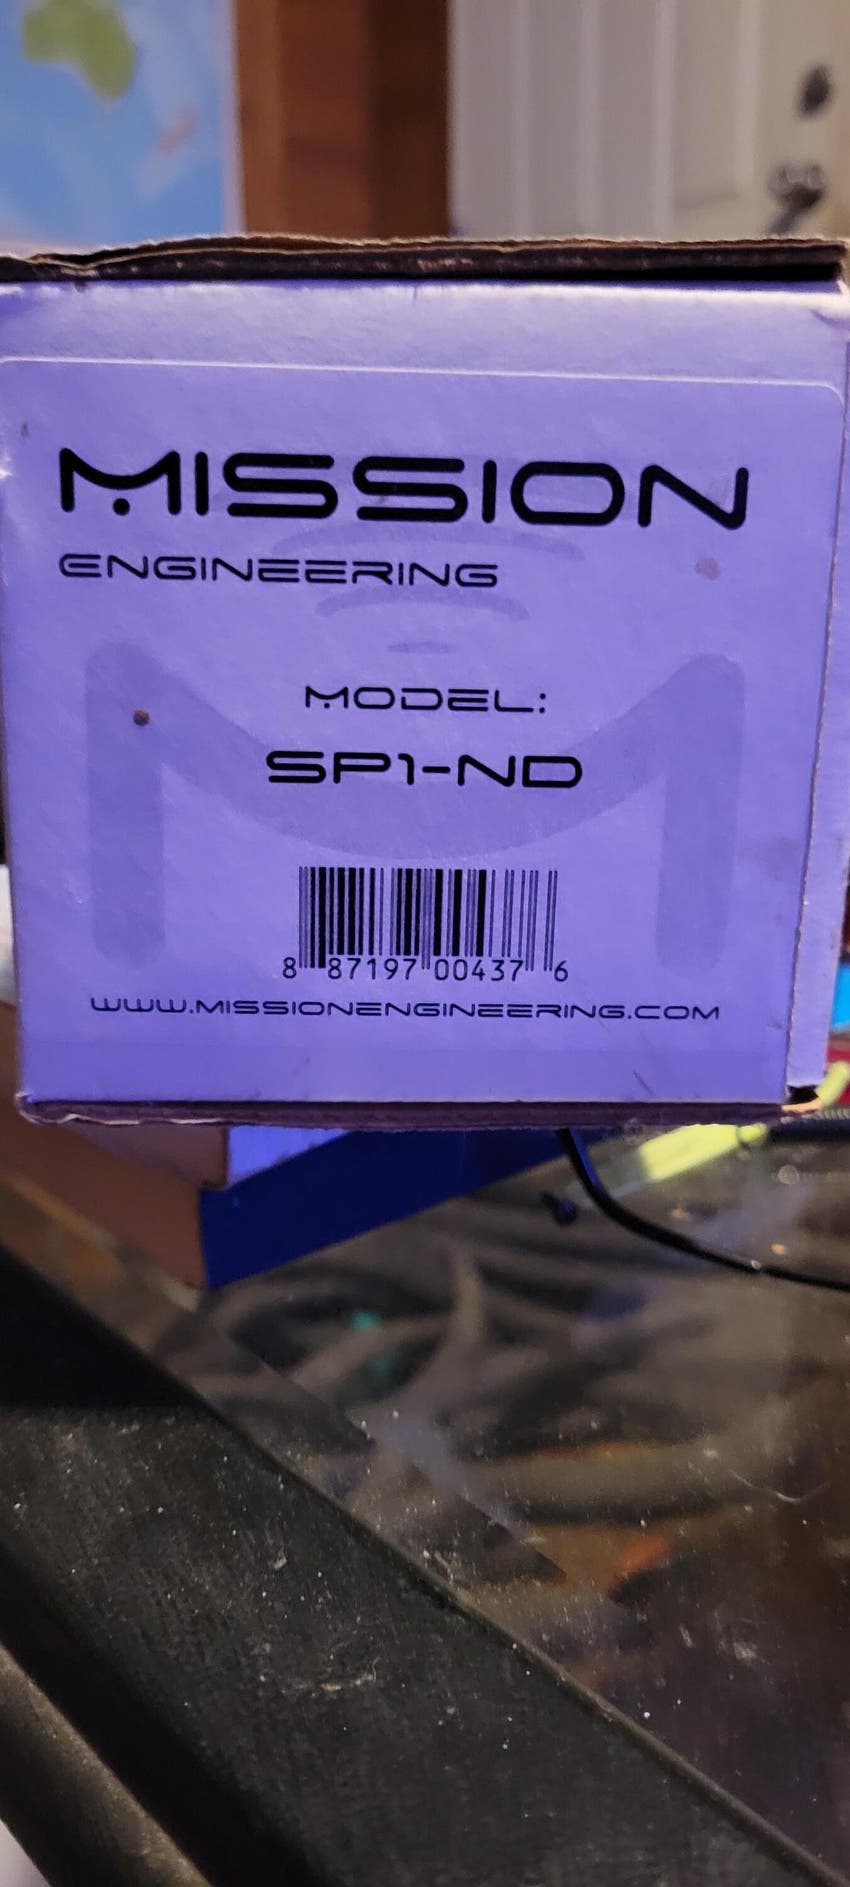 MISSION
ENGINEERING
MODEL:
SP1-ND
8 87197 00437 6
WWW.MISSIONENGINEERING.COM